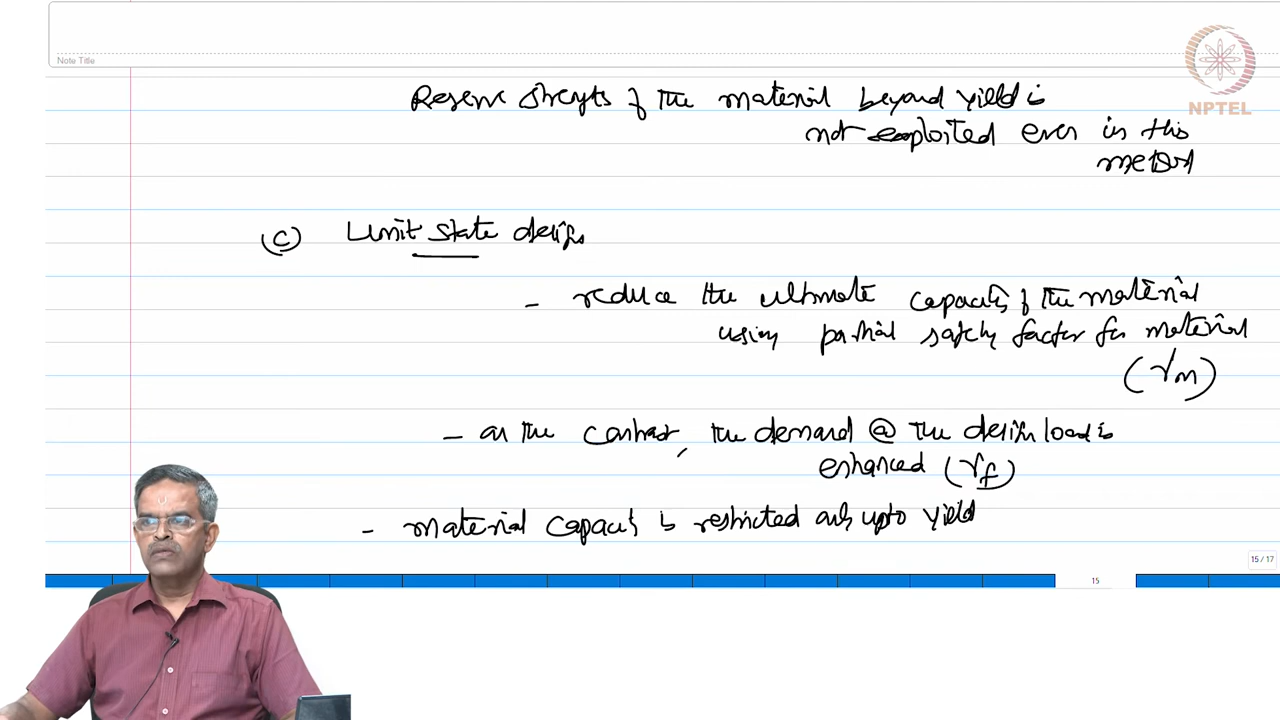 Note Title
NPTEL
Reserve strength of the material beyond yield is
not exploited even in this
method
(c) Limit state design
- reduce the ultimate capacity of the material
using partial safety factor for material
(γm)
- on the contrast, the demand @ the design load is
enhanced (γf)
- material capacity is restricted only upto yield
15 / 17
15